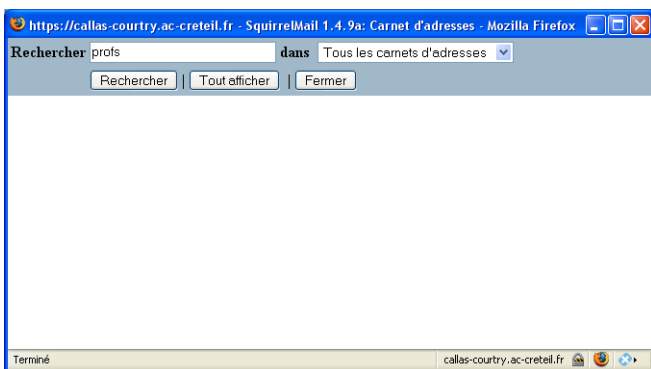 https://callas-courtry.ac-creteil.fr - SquirrelMail 1.4.9a: Carnet d'adresses - Mozilla Firefox
Rechercher profs dans Tous les carnets d'adresses
Rechercher | Tout afficher | Fermer
Terminé callas-courtry.ac-creteil.fr